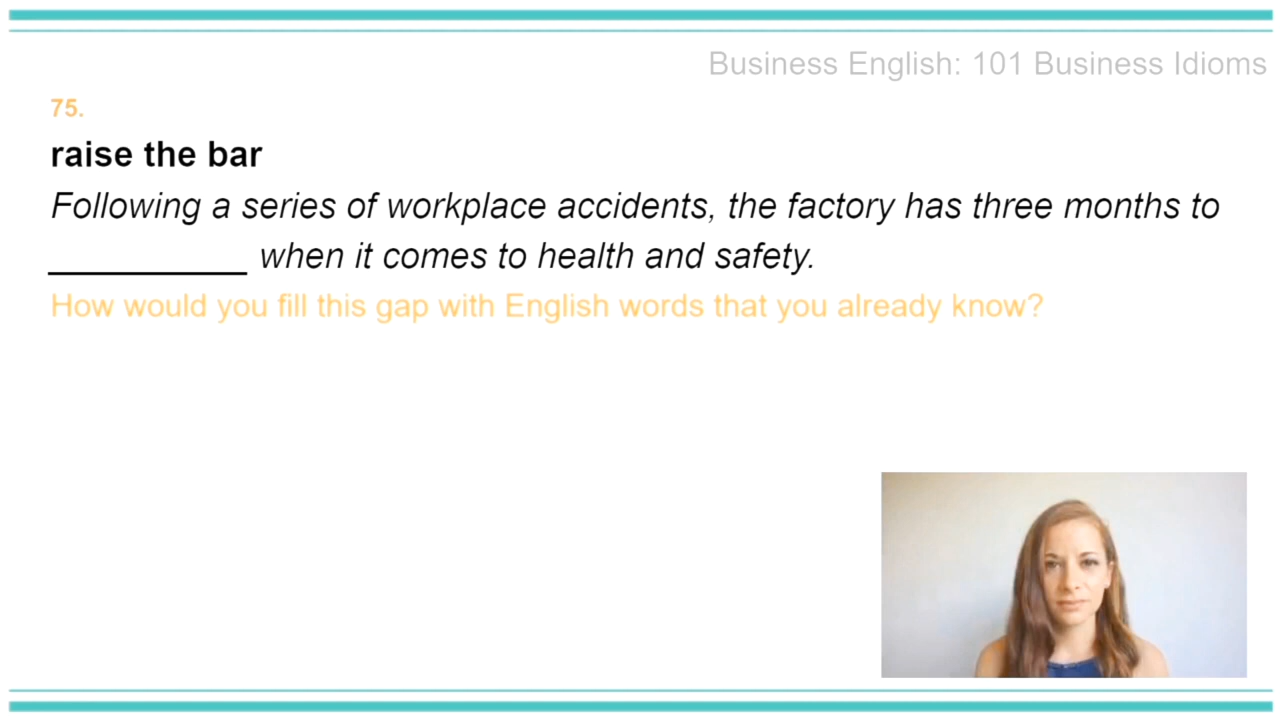 Business English: 101 Business Idioms
75.
raise the bar
Following a series of workplace accidents, the factory has three months to
__________ when it comes to health and safety.
How would you fill this gap with English words that you already know?